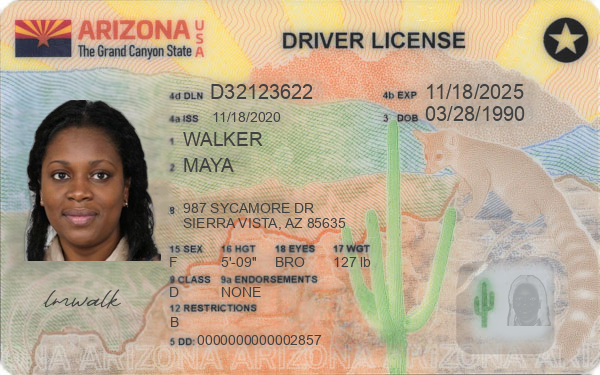 ARIZONA USA
The Grand Canyon State
DRIVER LICENSE
4d DLN D32123622
4b EXP 11/18/2025
4a ISS 11/18/2020
3 DOB 03/28/1990
1 WALKER
2 MAYA
8 987 SYCAMORE DR
SIERRA VISTA, AZ 85635
15 SEX 16 HGT 18 EYES 17 WGT
F 5'-09" BRO 127 lb
9 CLASS 9a ENDORSEMENTS
D NONE
12 RESTRICTIONS
B
5 DD: 0000000000002857
ARIZONA ARIZONA ARIZONA ARIZONA